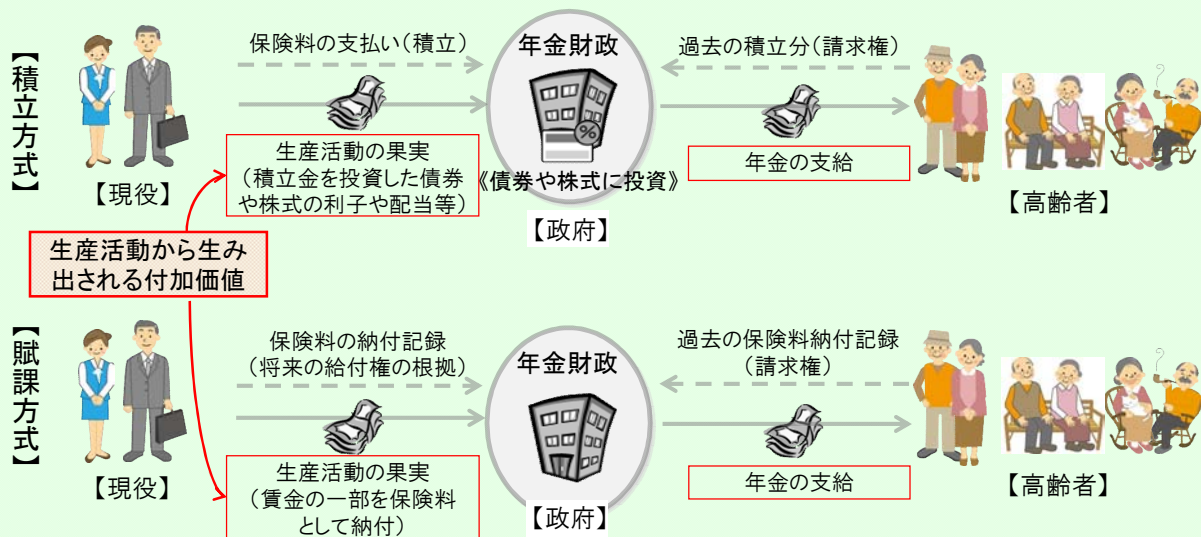 【積立方式】
保険料の支払い(積立)
年金財政
過去の積立分(請求権)
%
生産活動の果実
(積立金を投資した債券
や株式の利子や配当等)
《債券や株式に投資》
年金の支給
【現役】
【政府】
【高齢者】
生産活動から生み
出される付加価値
【賦課方式】
保険料の納付記録
(将来の給付権の根拠)
年金財政
過去の保険料納付記録
(請求権)
生産活動の果実
(賃金の一部を保険料
として納付)
年金の支給
【現役】
【政府】
【高齢者】